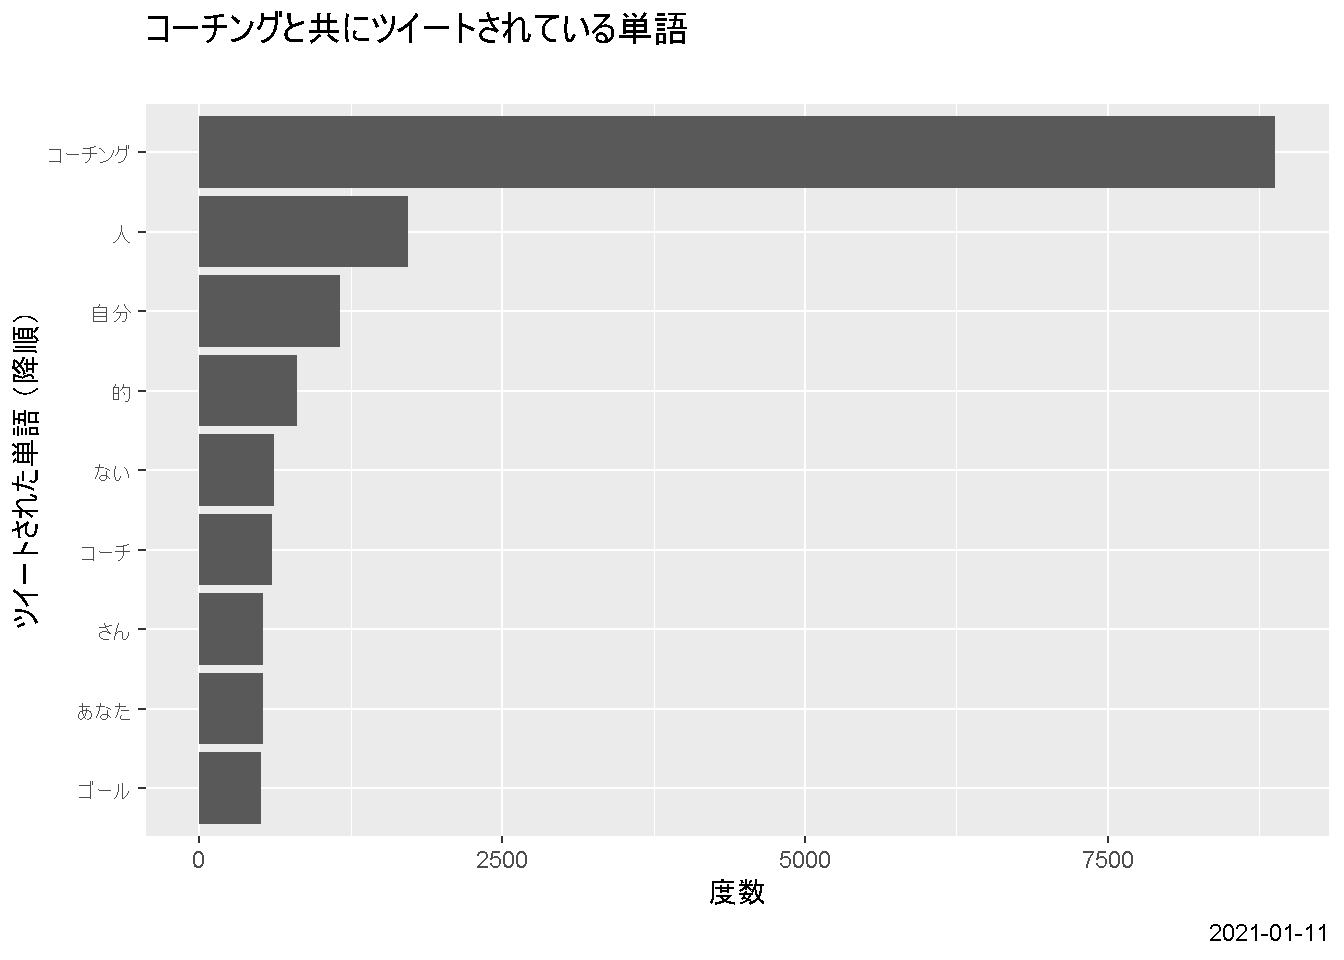 コーチングと共にツイートされている単語
ツイートされた単語（降順）
コーチング
人
自分
的
ない
コーチ
さん
あなた
ゴール
0 2500 5000 7500
度数
2021-01-11